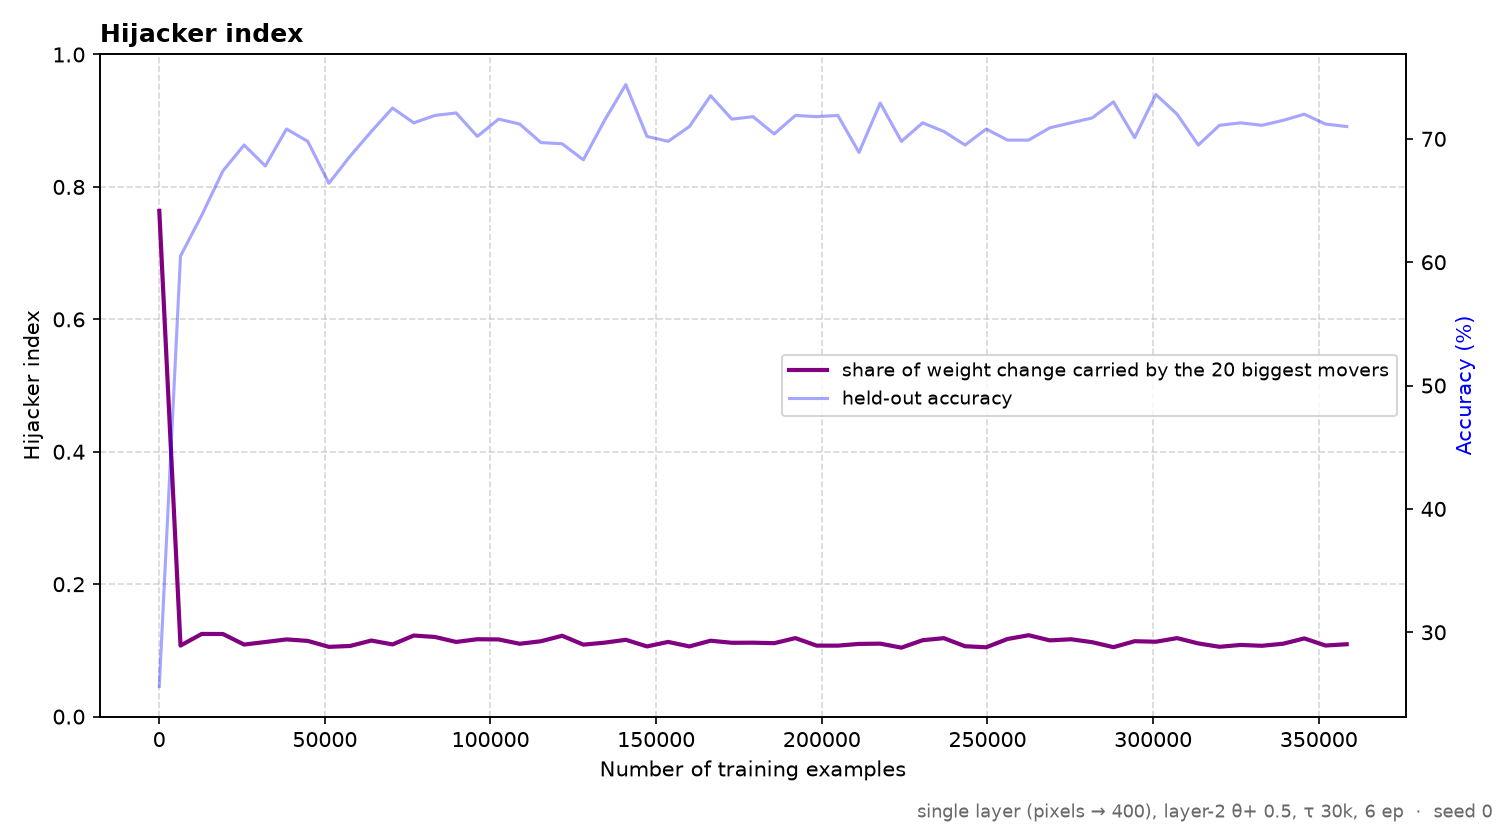 Hijacker index
1.0
0.8
0.6
0.4
0.2
0.0
Hijacker index
70
60
50
40
30
Accuracy (%)
share of weight change carried by the 20 biggest movers
held-out accuracy
0 50000 100000 150000 200000 250000 300000 350000
Number of training examples
single layer (pixels → 400), layer-2 θ+ 0.5, τ 30k, 6 ep · seed 0